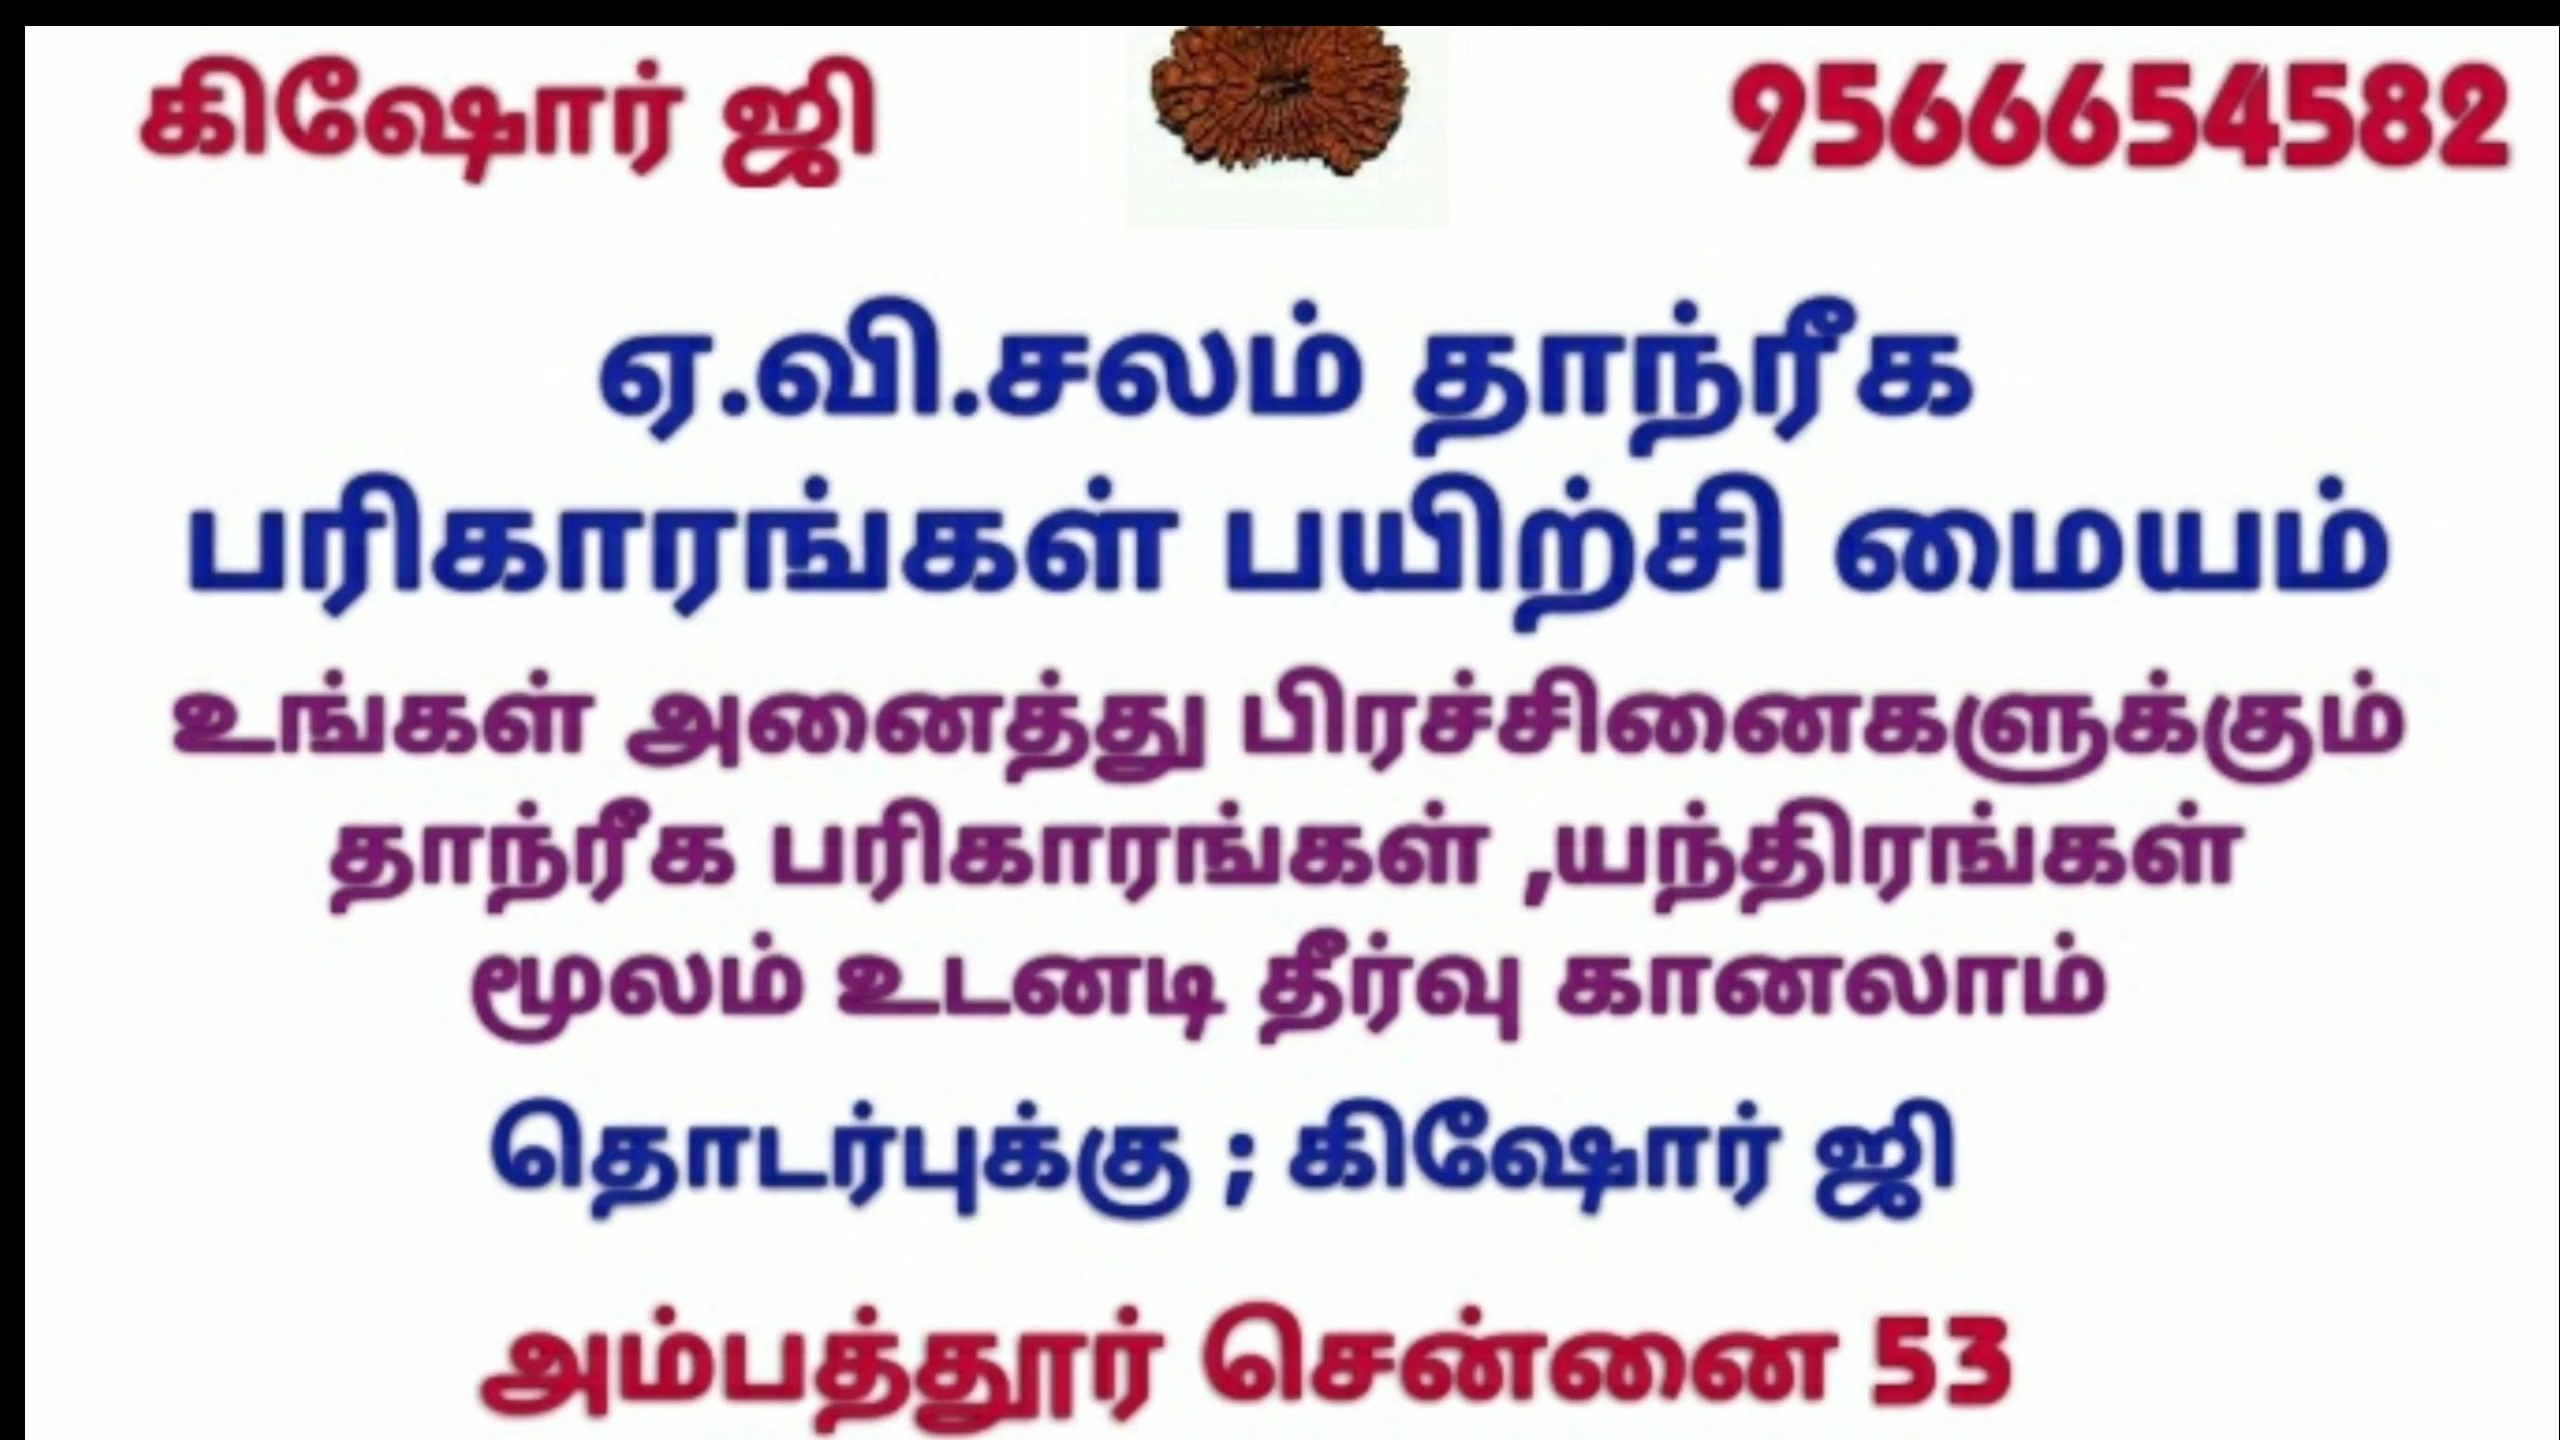 கிஷோர் ஜி
9566654582
ஏ.வி.சலம் தாந்ரீக
பரிகாரங்கள் பயிற்சி மையம்
உங்கள் அனைத்து பிரச்சினைகளுக்கும்
தாந்ரீக பரிகாரங்கள் ,யந்திரங்கள்
மூலம் உடனடி தீர்வு கானலாம்
தொடர்புக்கு ; கிஷோர் ஜி
அம்பத்தூர் சென்னை 53